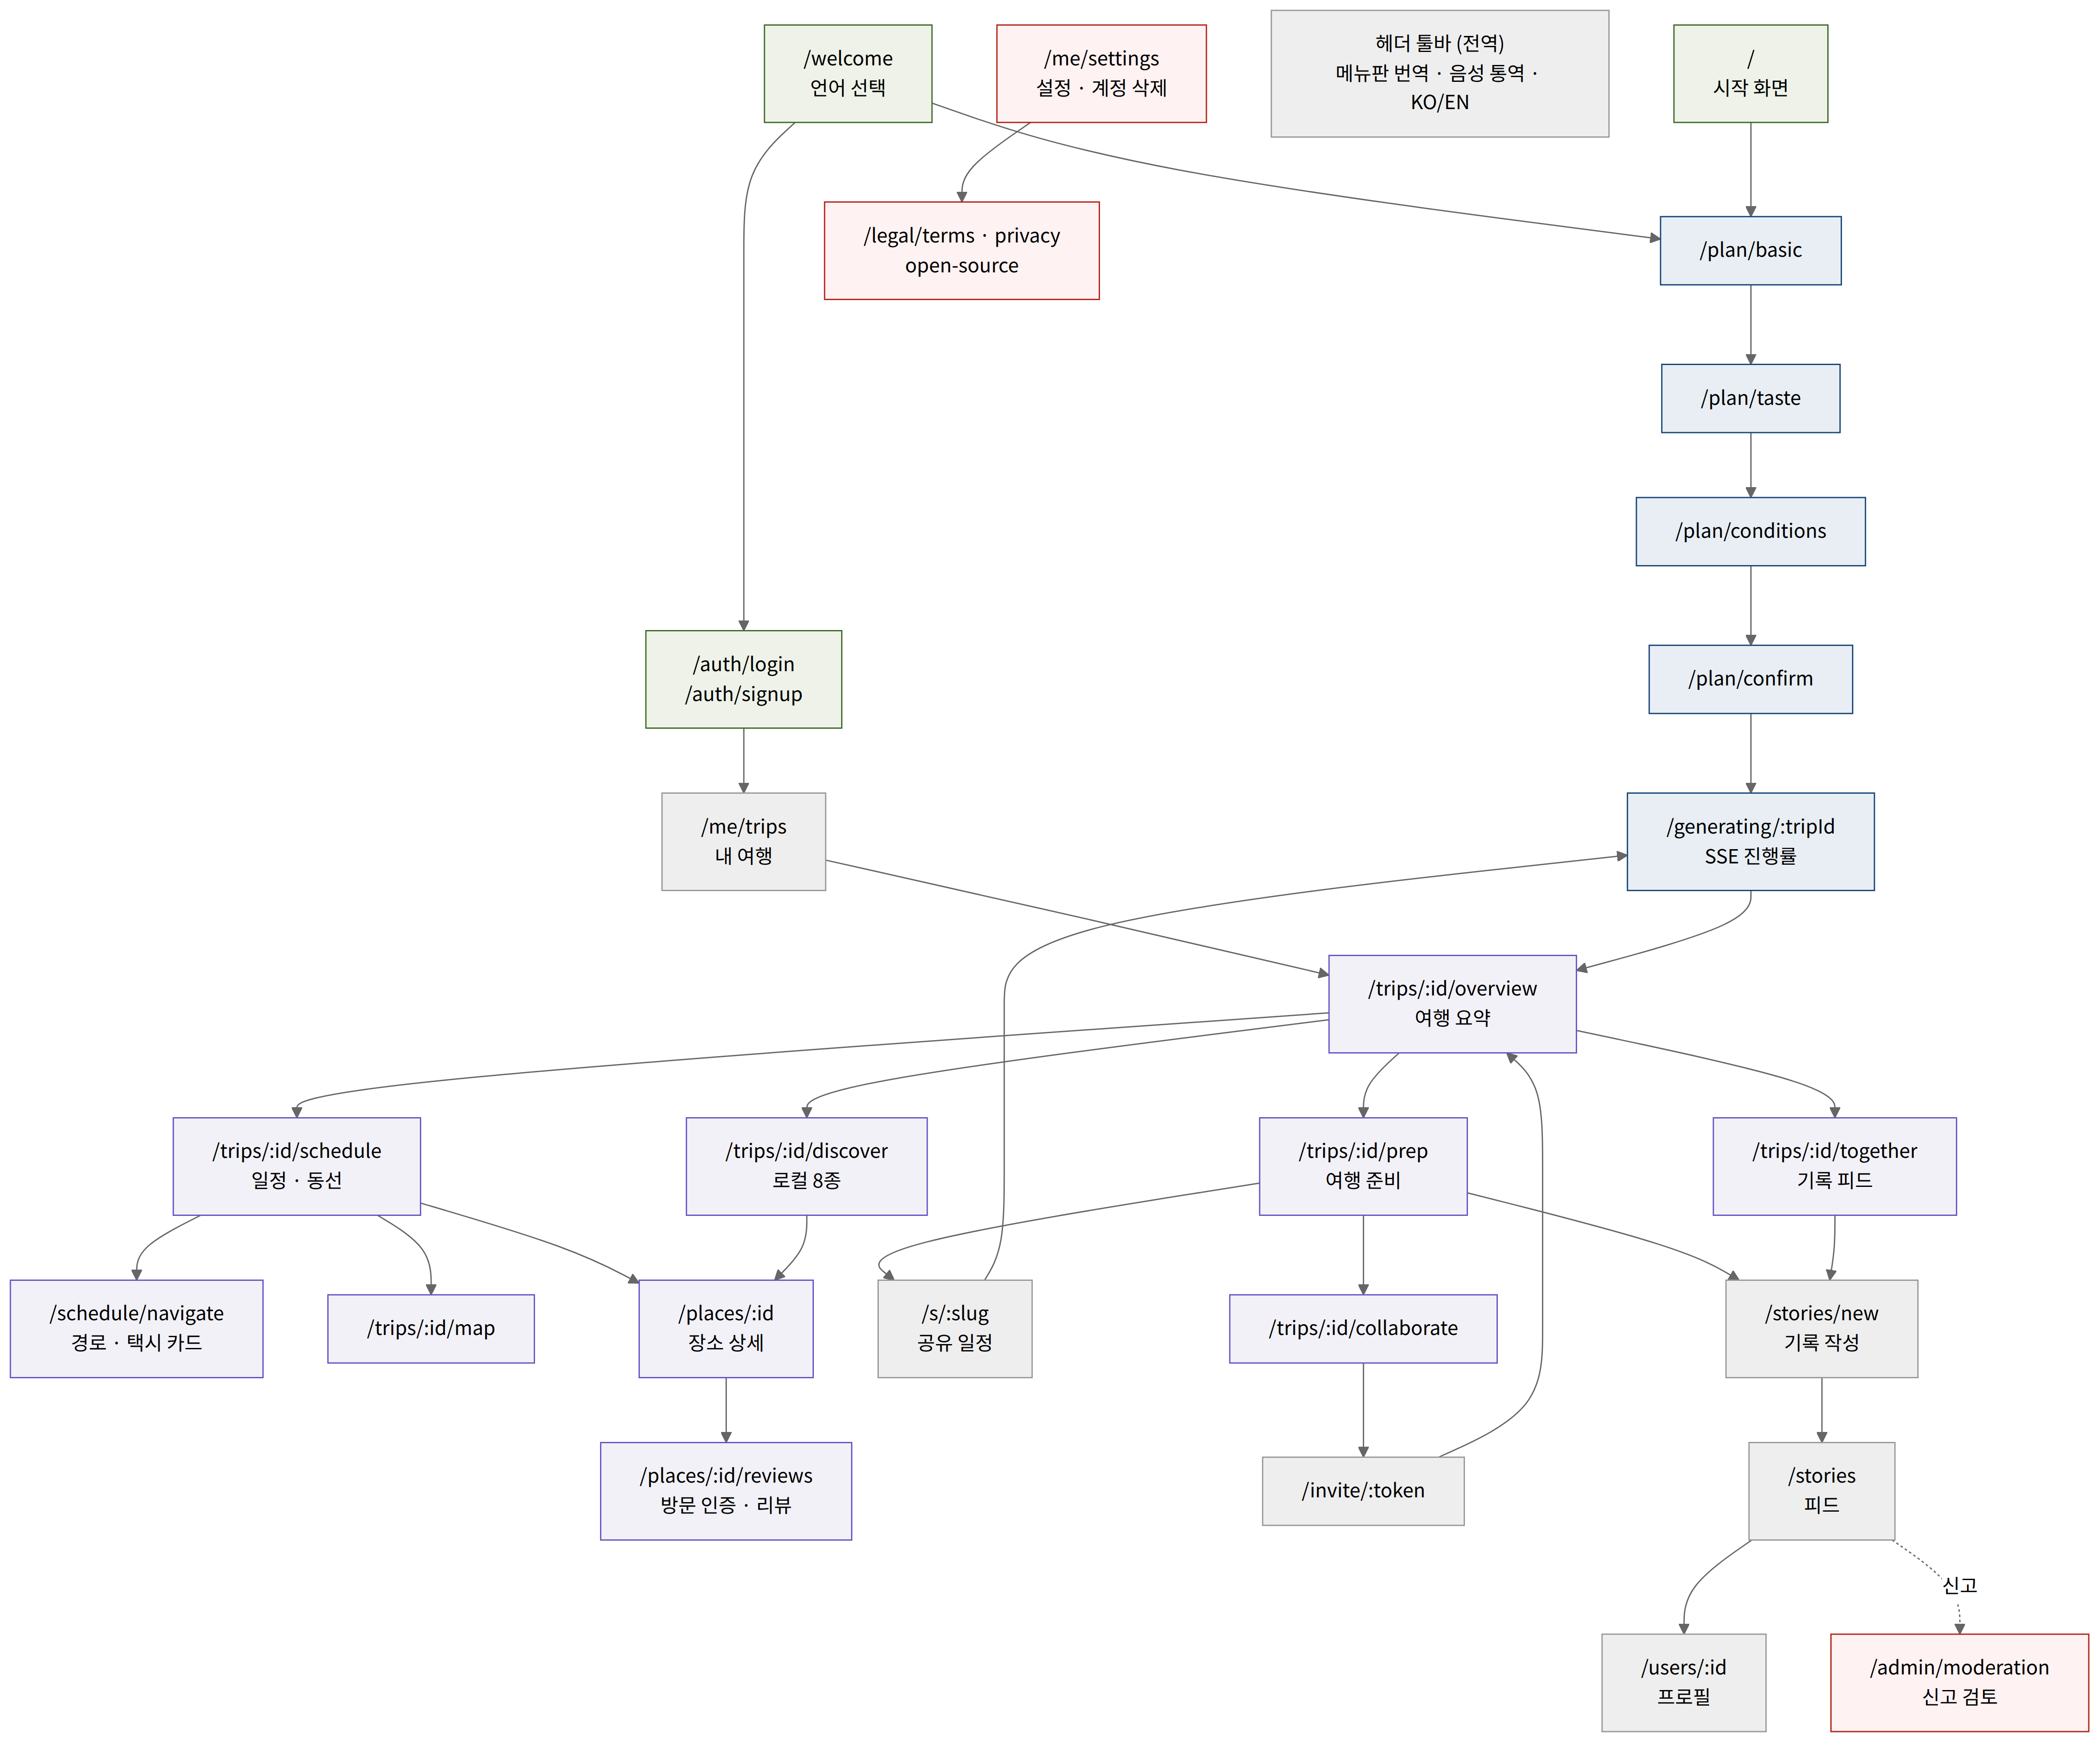 /welcome
언어 선택
/me/settings
설정 · 계정 삭제
헤더 툴바 (전역)
메뉴판 번역 · 음성 통역 ·
KO/EN
/
시작 화면
/legal/terms · privacy
open-source
/plan/basic
/plan/taste
/plan/conditions
/auth/login
/auth/signup
/plan/confirm
/me/trips
내 여행
/generating/:tripId
SSE 진행률
/trips/:id/overview
여행 요약
/trips/:id/schedule
일정 · 동선
/trips/:id/discover
로컬 8종
/trips/:id/prep
여행 준비
/trips/:id/together
기록 피드
/schedule/navigate
경로 · 택시 카드
/trips/:id/map
/places/:id
장소 상세
/s/:slug
공유 일정
/trips/:id/collaborate
/stories/new
기록 작성
/places/:id/reviews
방문 인증 · 리뷰
/invite/:token
/stories
피드
신고
/users/:id
프로필
/admin/moderation
신고 검토